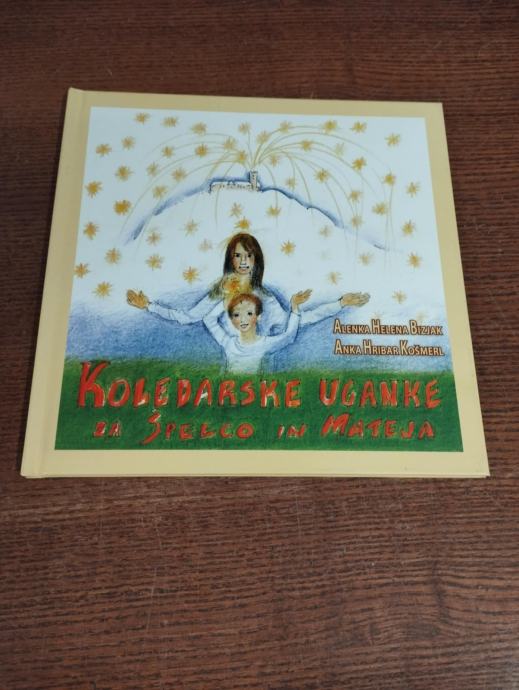 ALENKA HELENA BIZJAK
ANKA HRIBAR KOŠMERL
KOLEDARSKE UGANKE
ZA ŠPELCO IN MATEJA